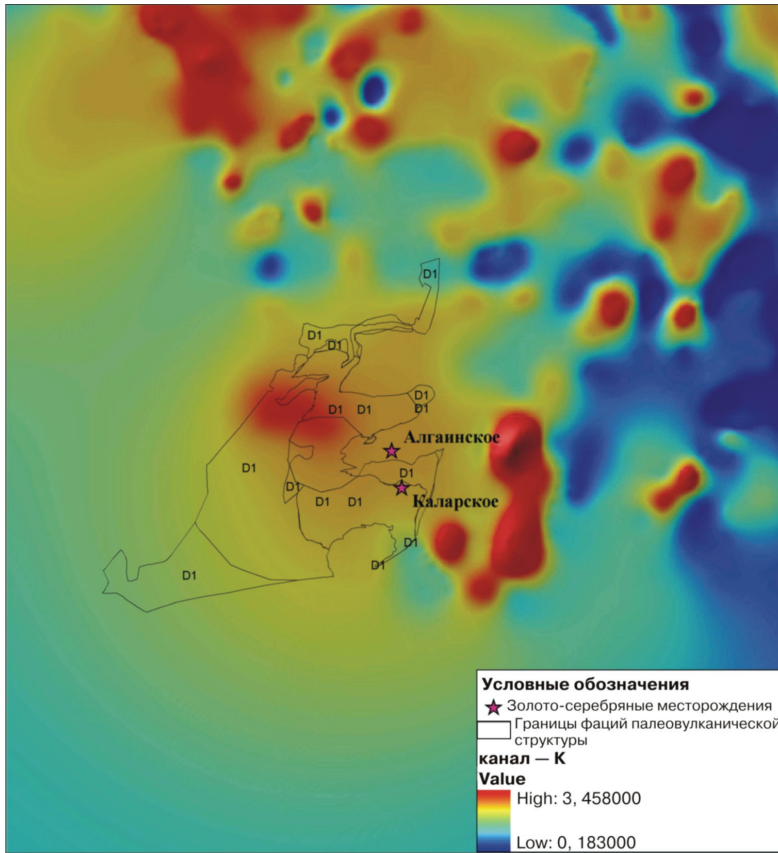 D1
D1
D1
D1
D1
D1
D1
Алгаинское
D1
D1
D1
Каларское
D1
D1
D1
D1
D1
Условные обозначения
Золото-серебряные месторождения
Границы фаций палеовулканической
структуры
канал — К
Value
High: 3, 458000
Low: 0, 183000